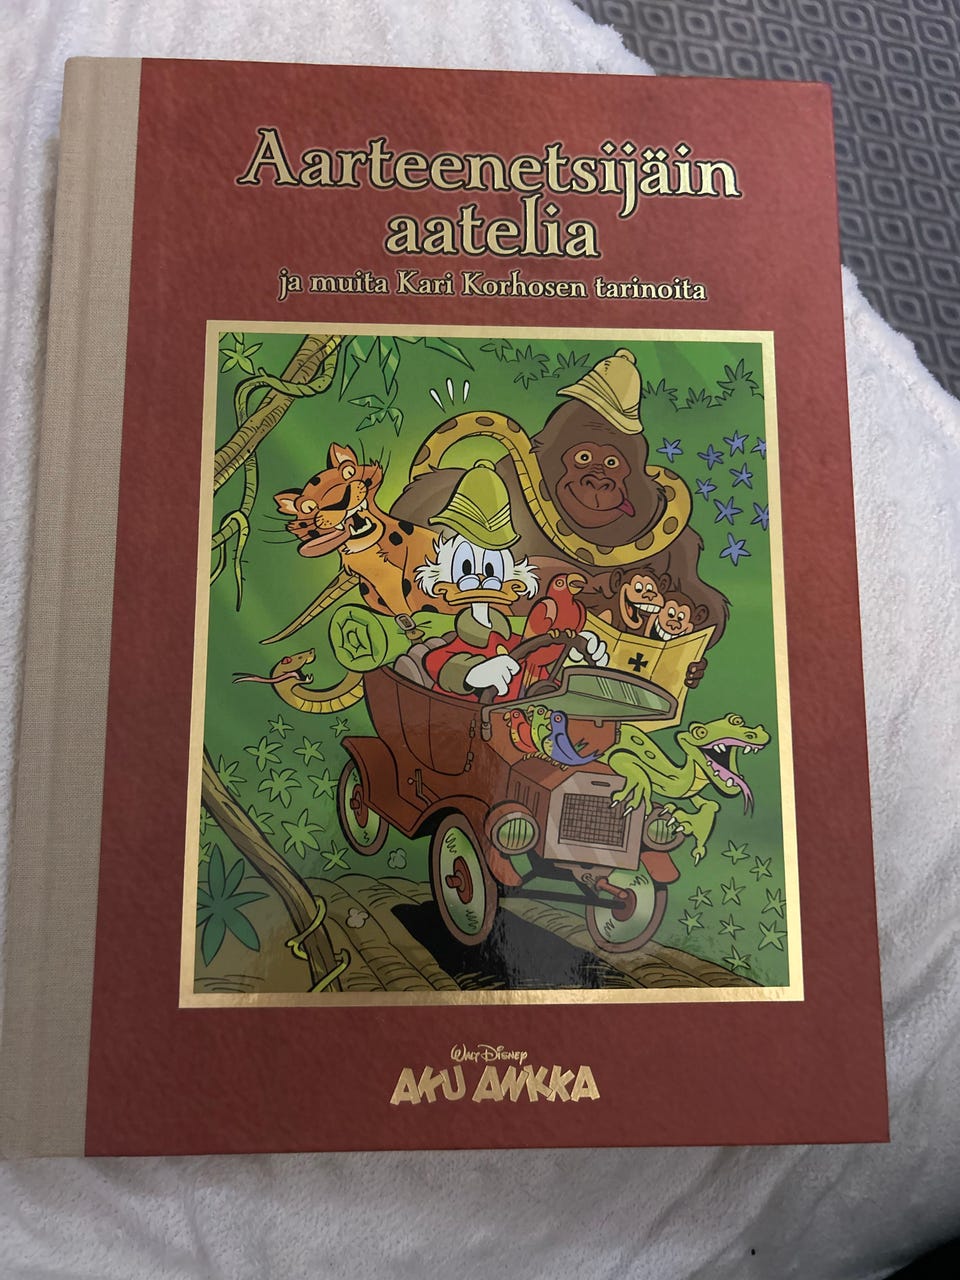 Aarteenetsijäin
aatelia
ja muita Kari Korhosen tarinoita
Walt Disney
AKU ANKKA